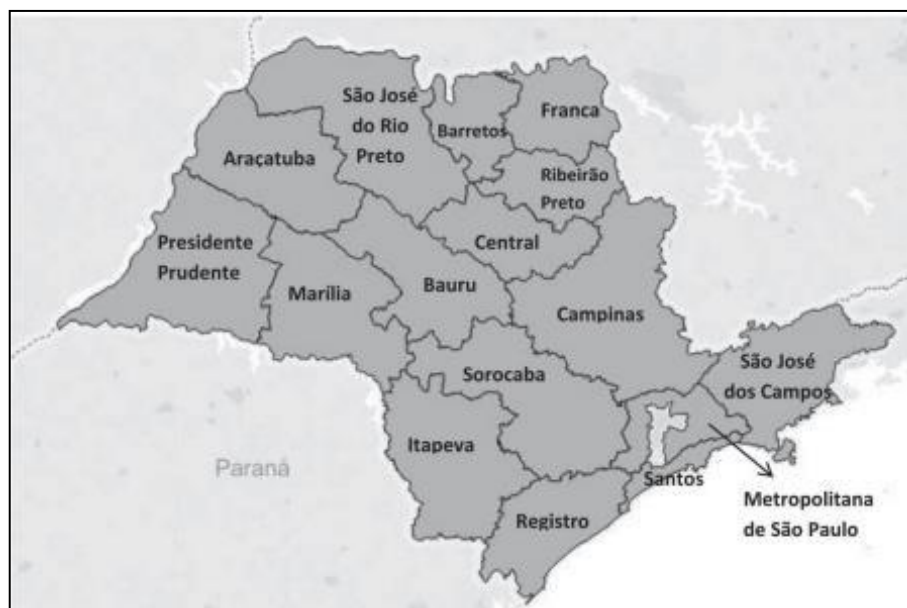 São José
do Rio
Preto
Barretos
Franca
Araçatuba
Ribeirão
Preto
Presidente
Prudente
Central
Marília
Bauru
Campinas
Sorocaba
São José
dos Campos
Itapeva
Paraná
Santos
Registro
Metropolitana
de São Paulo